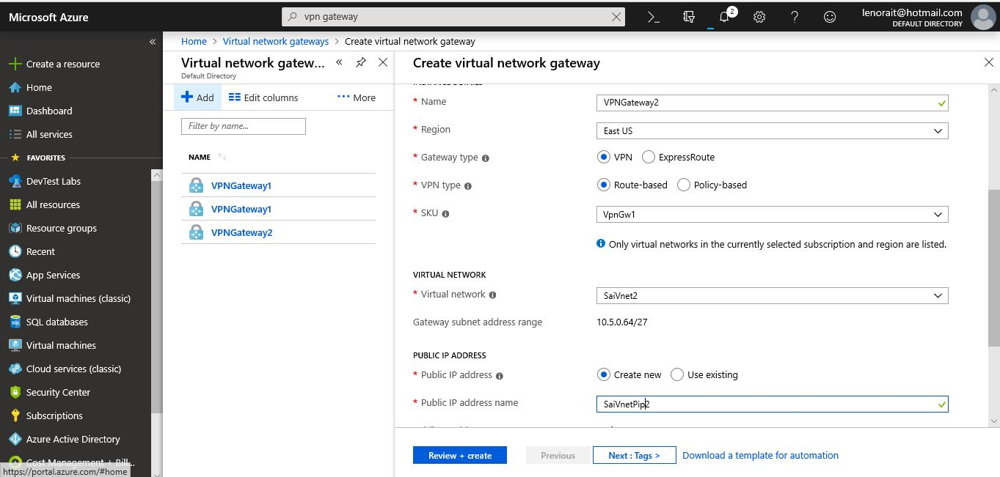 Microsoft Azure
vpn gateway
2
lenorait@hotmail.com
DEFAULT DIRECTORY
Create a resource
Home
Dashboard
All services
FAVORITES
DevTest Labs
All resources
Resource groups
Recent
App Services
Virtual machines (classic)
SQL databases
Virtual machines
Cloud services (classic)
Security Center
Subscriptions
Azure Active Directory
Cost Management + Bill...
https://portal.azure.com/#home
Home > Virtual network gateways > Create virtual network gateway
Virtual network gatew...
Default Directory
Add Edit columns ... More
Filter by name...
NAME
VPNGateway1
VPNGateway1
VPNGateway2
Create virtual network gateway
INSTANCE DETAILS
* Name VPNGateway2
* Region East US
* Gateway type VPN ExpressRoute
* VPN type Route-based Policy-based
* SKU VpnGw1
Only virtual networks in the currently selected subscription and region are listed.
VIRTUAL NETWORK
* Virtual network SaiVnet2
Gateway subnet address range 10.5.0.64/27
PUBLIC IP ADDRESS
* Public IP address Create new Use existing
* Public IP address name SaiVnetPip2
Review + create Previous Next : Tags > Download a template for automation